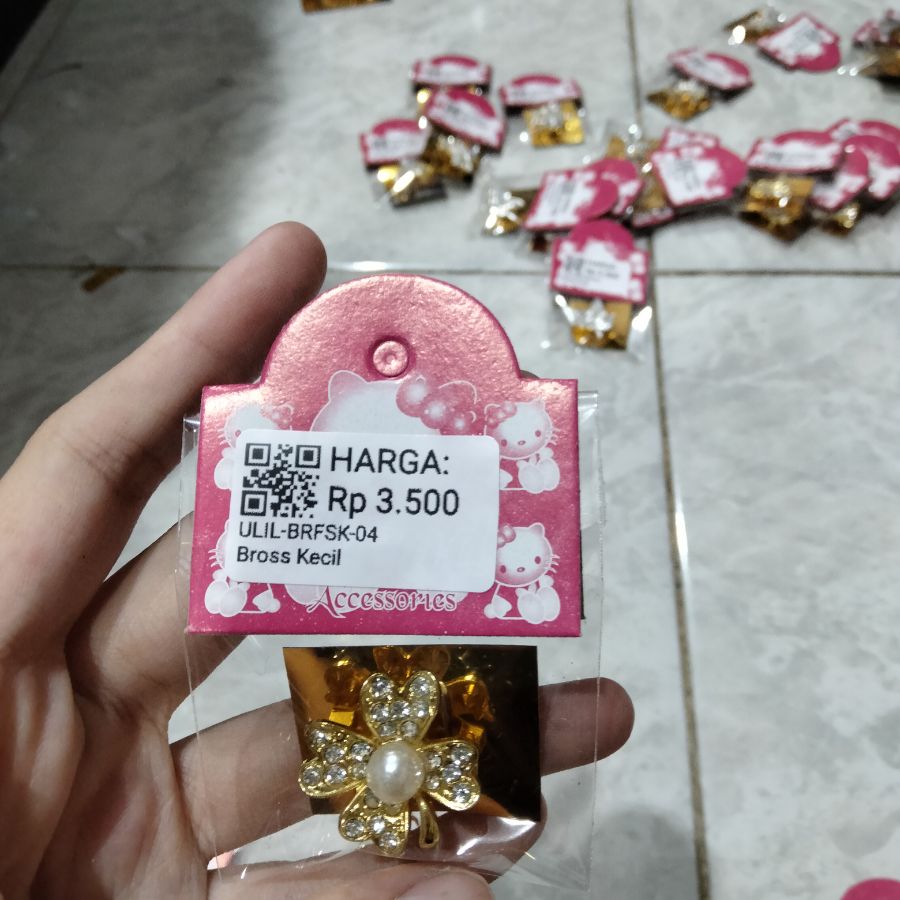 HARGA:
Rp 3.500
ULIL-BRFSK-04
Bross Kecil
Accessories